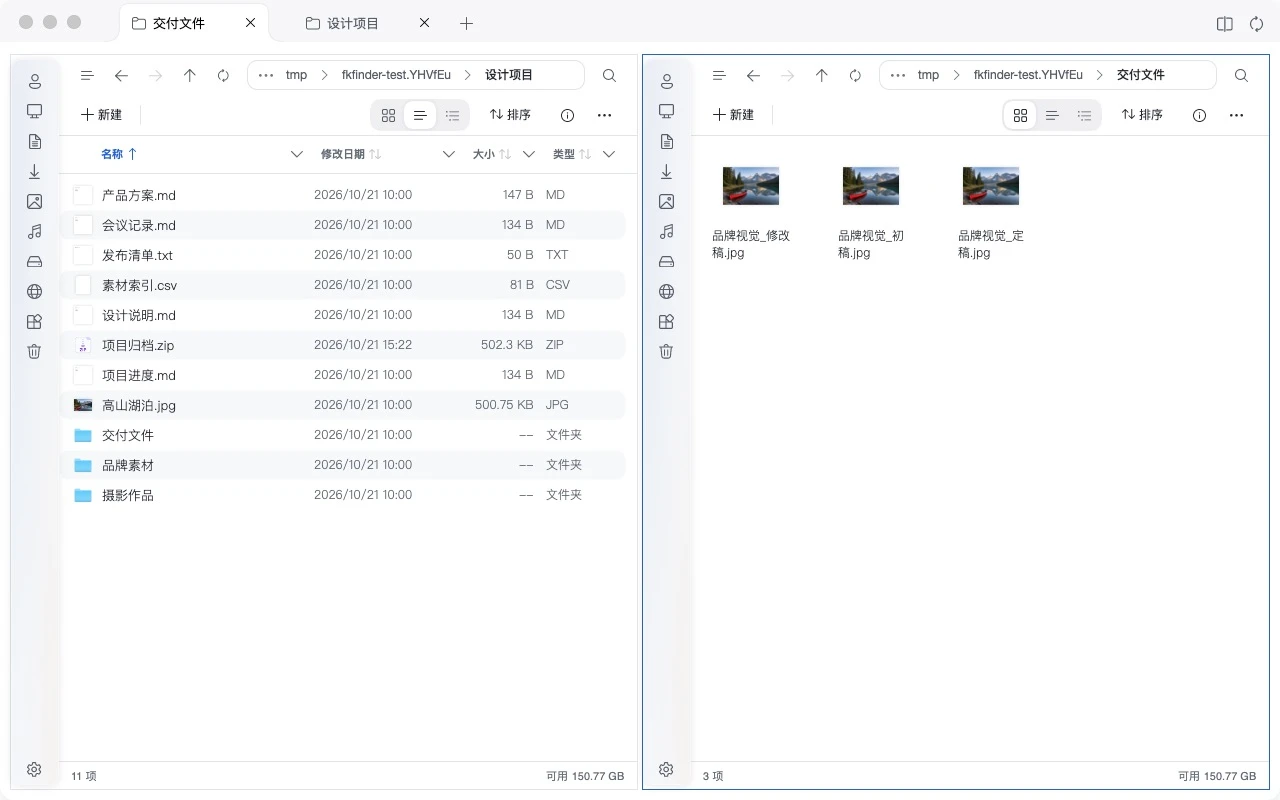 交付文件
设计项目
tmp
fkfinder-test.YHVfEu
设计项目
新建
排序
名称
修改日期
大小
类型
产品方案.md 2026/10/21 10:00 147 B MD
会议记录.md 2026/10/21 10:00 134 B MD
发布清单.txt 2026/10/21 10:00 50 B TXT
素材索引.csv 2026/10/21 10:00 81 B CSV
设计说明.md 2026/10/21 10:00 134 B MD
项目归档.zip 2026/10/21 15:22 502.3 KB ZIP
项目进度.md 2026/10/21 10:00 134 B MD
高山湖泊.jpg 2026/10/21 10:00 500.75 KB JPG
交付文件 2026/10/21 10:00 -- 文件夹
品牌素材 2026/10/21 10:00 -- 文件夹
摄影作品 2026/10/21 10:00 -- 文件夹
11 项
可用 150.77 GB
tmp
fkfinder-test.YHVfEu
交付文件
新建
排序
品牌视觉_修改
稿.jpg
品牌视觉_初
稿.jpg
品牌视觉_定
稿.jpg
3 项
可用 150.77 GB